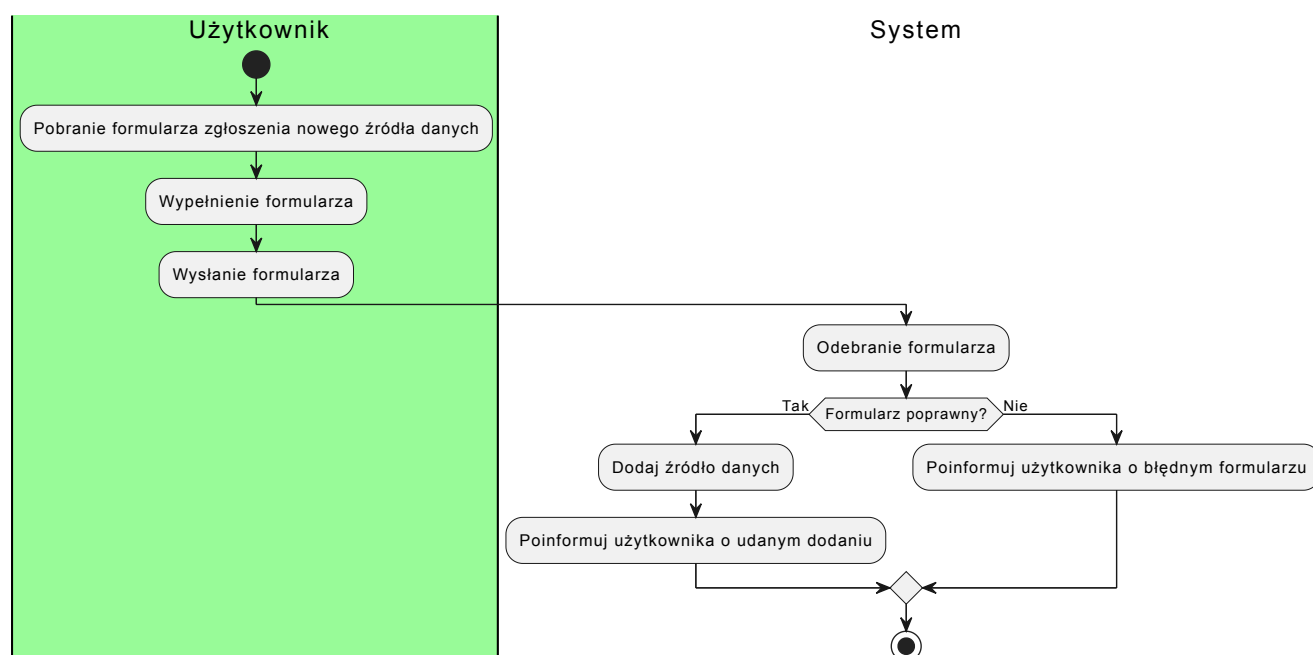 Użytkownik
System
Pobranie formularza zgłoszenia nowego źródła danych
Wypełnienie formularza
Wysłanie formularza
Odebranie formularza
Tak
Formularz poprawny?
Nie
Dodaj źródło danych
Poinformuj użytkownika o błędnym formularzu
Poinformuj użytkownika o udanym dodaniu